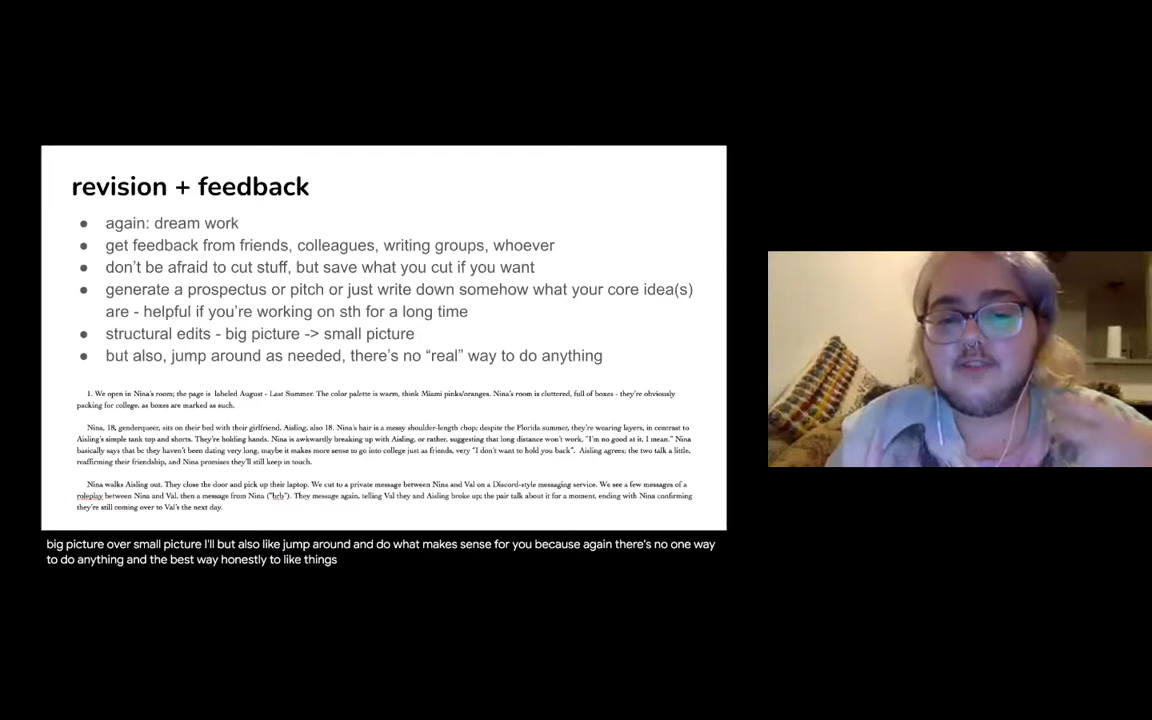 revision + feedback
● again: dream work
● get feedback from friends, colleagues, writing groups, whoever
● don't be afraid to cut stuff, but save what you cut if you want
● generate a prospectus or pitch or just write down somehow what your core idea(s)
are - helpful if you're working on sth for a long time
● structural edits - big picture -> small picture
● but also, jump around as needed, there's no “real” way to do anything
1. We open in Nina's room; the page is labeled August - Last Summer. The color palette is warm, think Miami pinks/oranges. Nina's room is cluttered, full of boxes - they're obviously
packing for college, as boxes are marked as such.
Nina, 18, genderqueer, sits on their bed with their girlfriend, Aisling, also 18. Nina's hair is a messy shoulder-length chop; despite the Florida summer, they're wearing layers, in contrast to
Aisling's simple tank top and shorts. They're holding hands. Nina is awkwardly breaking up with Aisling, or rather, suggesting that long distance won't work, “I'm no good at it, I mean.” Nina
basically says that be they haven't been dating very long, maybe it makes more sense to go into college just as friends, very “I don't want to hold you back”. Aisling agrees; the two talk a little,
reaffirming their friendship, and Nina promises they'll still keep in touch.
Nina walks Aisling out. They close the door and pick up their laptop. We cut to a private message between Nina and Val on a Discord-style messaging service. We see a few messages of a
roleplay between Nina and Val, then a message from Nina (“brb”). They message again, telling Val they and Aisling broke up; the pair talk about it for a moment, ending with Nina confirming
they're still coming over to Val's the next day.
big picture over small picture I'll but also like jump around and do what makes sense for you because again there's no one way
to do anything and the best way honestly to like things